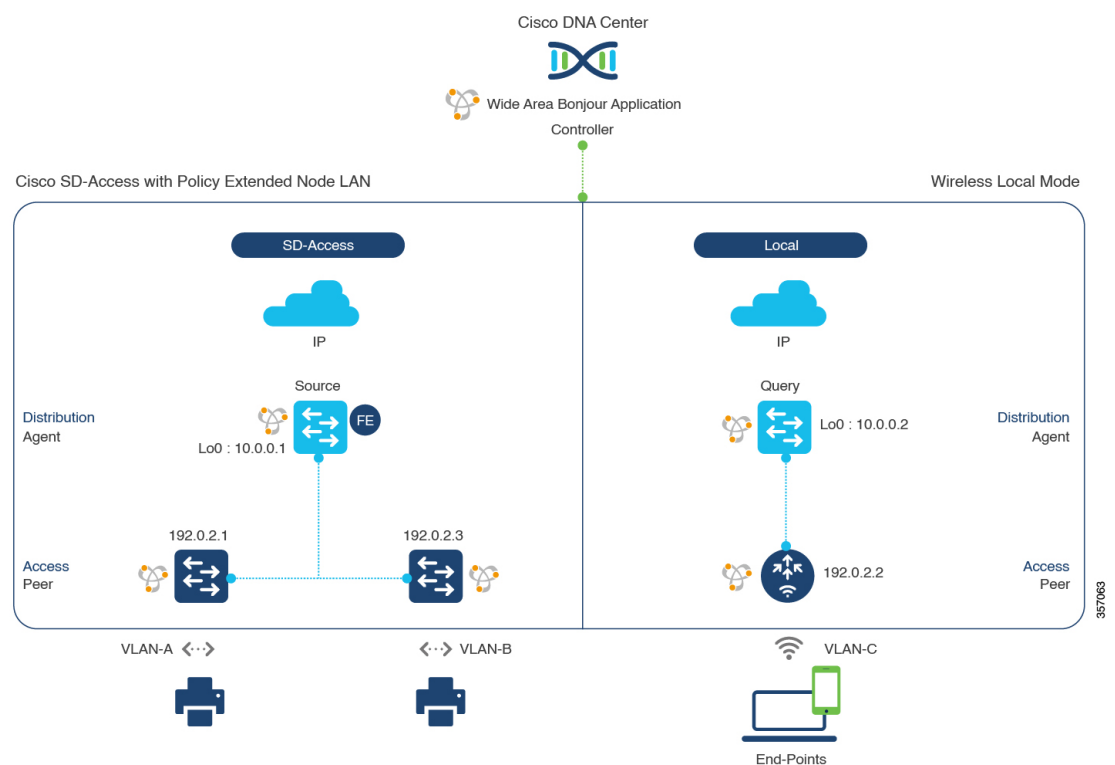 Cisco DNA Center
Wide Area Bonjour Application
Controller
Cisco SD-Access with Policy Extended Node LAN
Wireless Local Mode
SD-Access
Local
IP
IP
Source
Query
Distribution
Agent
FE
Lo0 : 10.0.0.1
Lo0 : 10.0.0.2
Distribution
Agent
192.0.2.1
192.0.2.3
Access
Peer
192.0.2.2
Access
Peer
357063
VLAN-A
VLAN-B
VLAN-C
End-Points